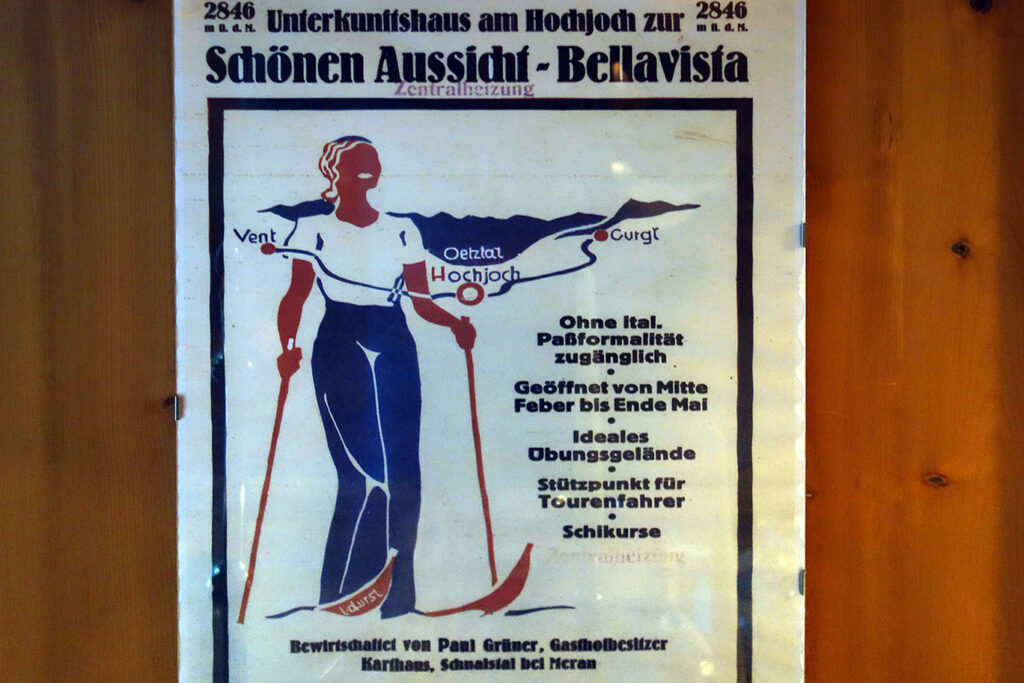 2846 Unterkunftshaus am Hochjoch zur 2846
m ü. d. M. m ü. d. M.
Schönen Aussicht - Bellavista
Zentralheizung
Vent
Oetztal
Gurgl
Hochjoch
Ohne ital.
Paßformalität
zugänglich
•
Geöffnet von Mitte
Feber bis Ende Mai
•
Ideales
Übungsgelände
•
Stützpunkt für
Tourenfahrer
•
Schikurse
Zentralheizung
Bewirtschaftet von Paul Grüner, Gasthofbesitzer
Karthaus, Schnalstal bei Meran